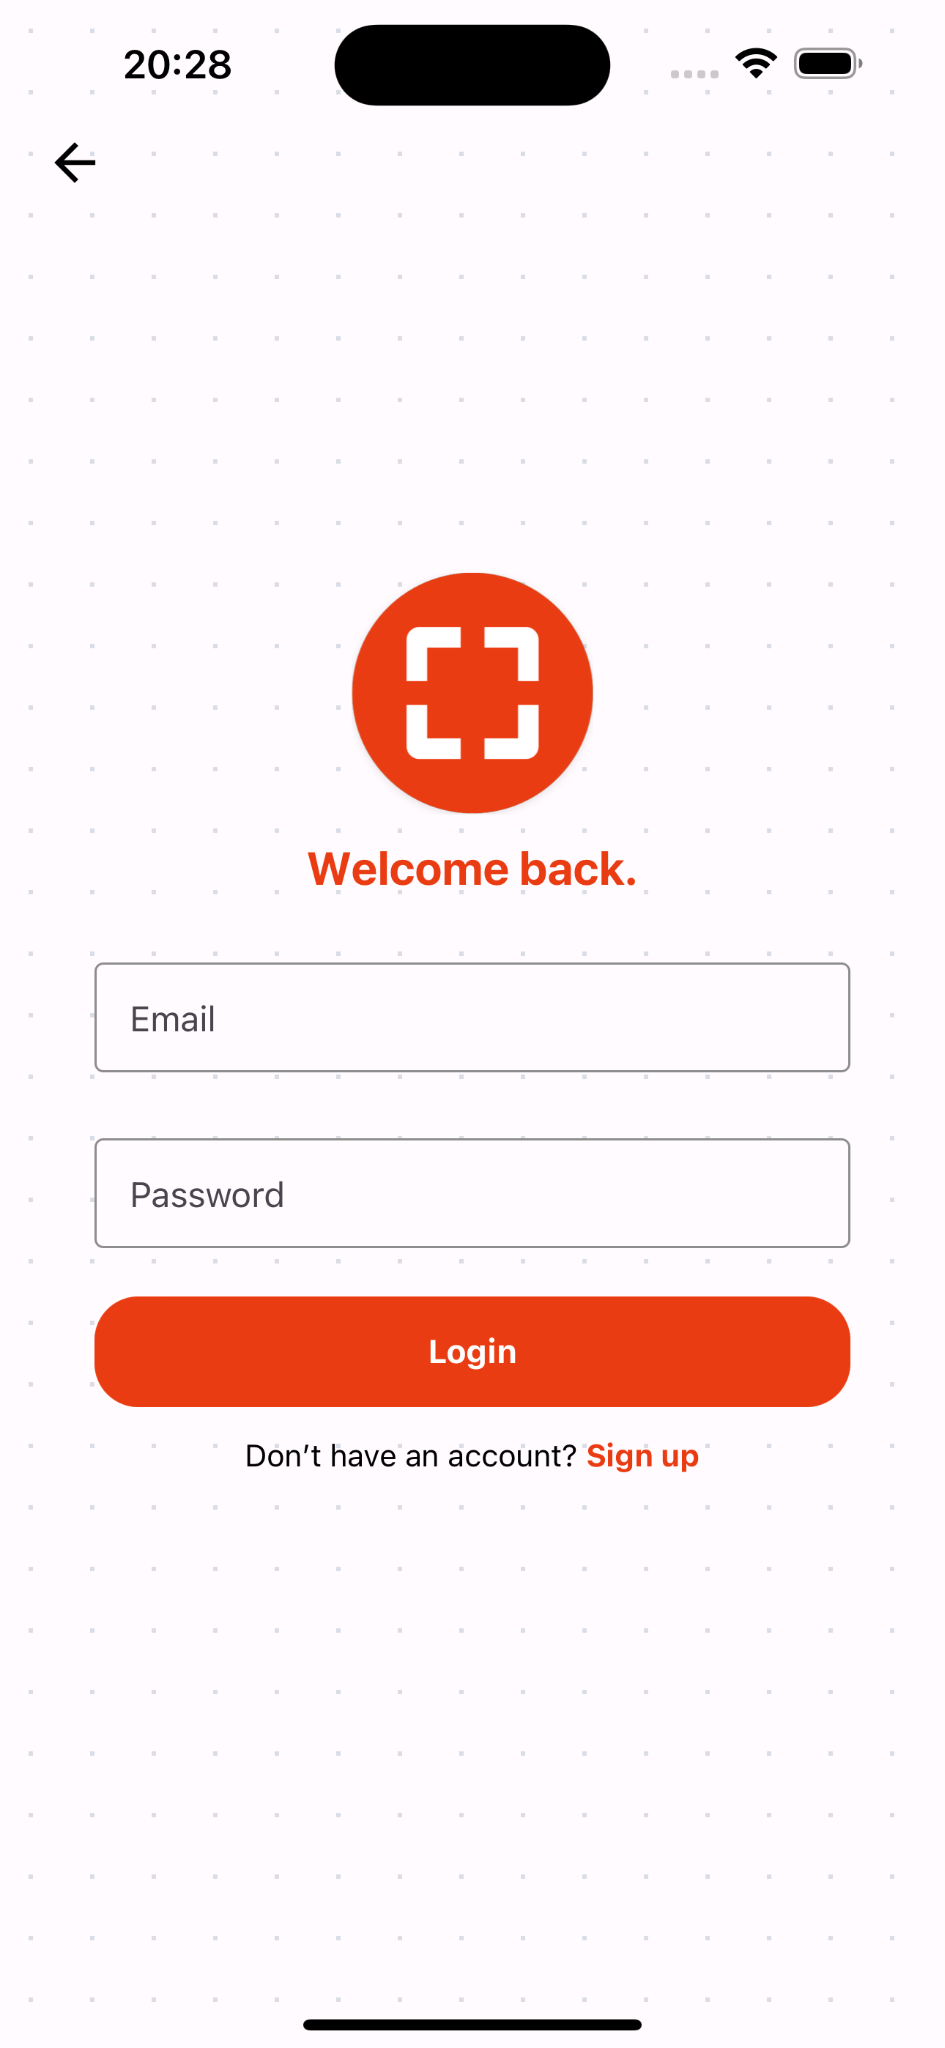 20:28
Welcome back.
Email
Password
Login
Don’t have an account? Sign up